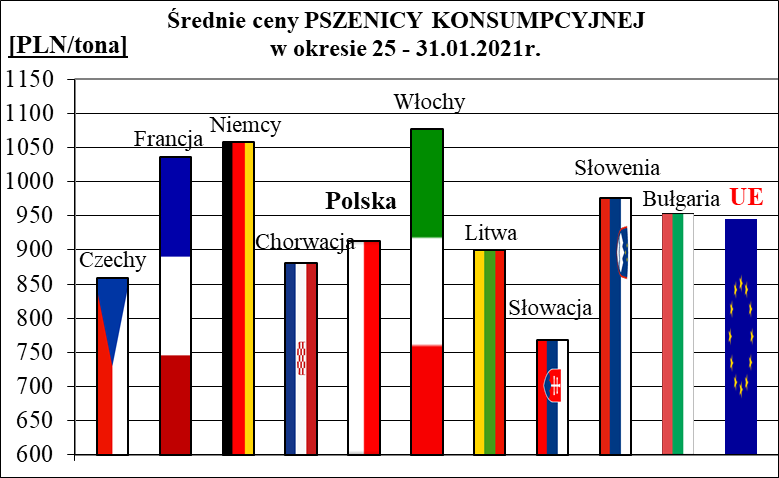 Średnie ceny PSZENICY KONSUMPCYJNEJ
w okresie 25 - 31.01.2021r.
[PLN/tona]
1150
1100
1050
1000
950
900
850
800
750
700
650
600
Czechy
Francja
Niemcy
Chorwacja
Polska
Włochy
Litwa
Słowacja
Słowenia
Bułgaria
UE